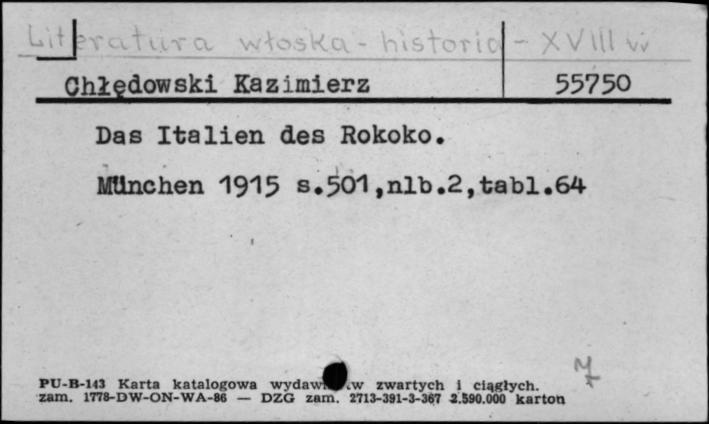 Literatura włoska - historia - XVIII w
Chłędowski Kazimierz 55750
Das Italien des Rokoko.
München 1915 s.501,nlb.2,tabl.64
PU-B-143 Karta katalogowa zwartych i ciągłych.
zam. 1778-DW-ON-WA-86 — DZG zam. 2713-391-3-367 2.590.000 karton